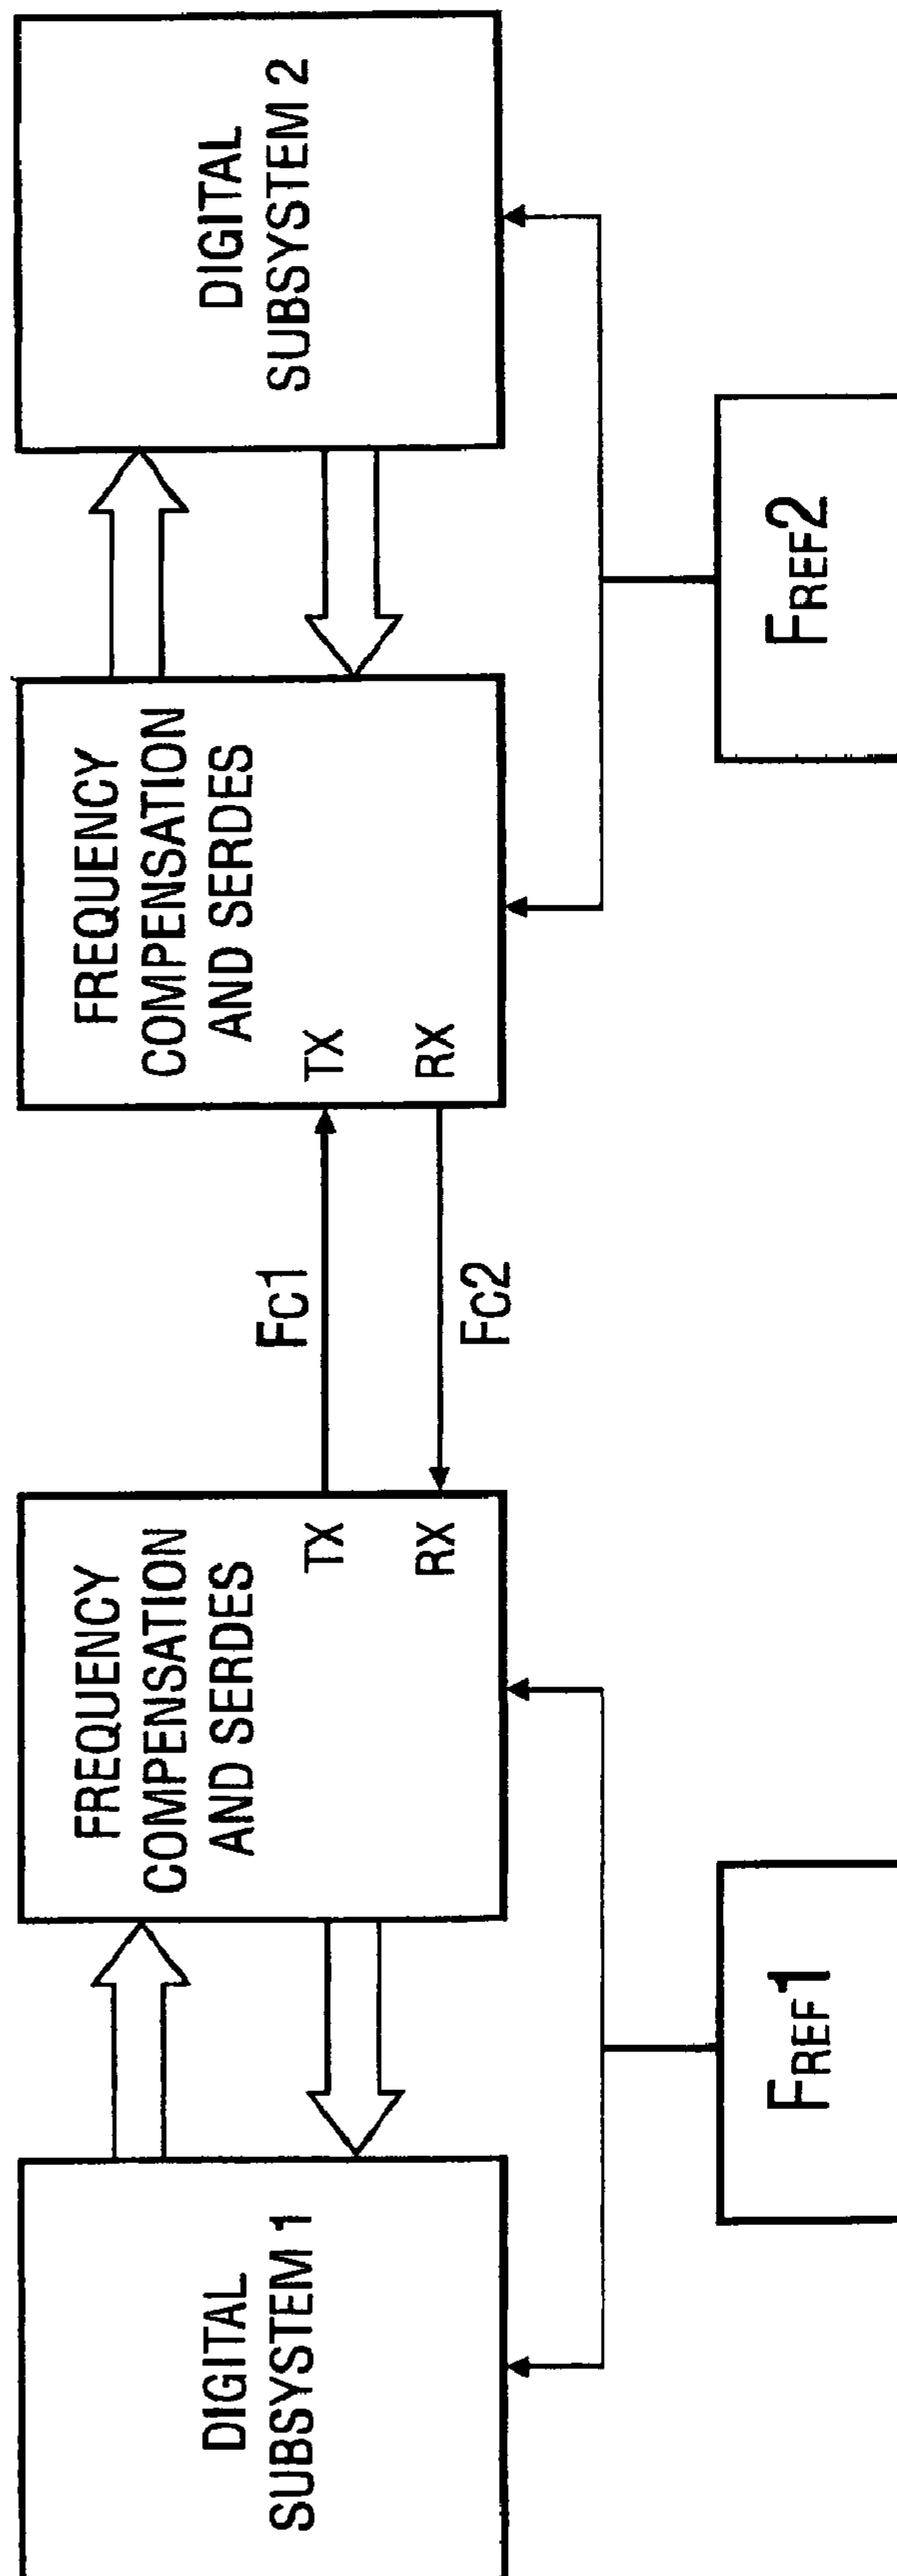 DIGITAL
SUBSYSTEM 1
FREQUENCY
COMPENSATION
AND SERDES
TX
RX
FC1
FC2
FREQUENCY
COMPENSATION
AND SERDES
TX
RX
DIGITAL
SUBSYSTEM 2
FREF1
FREF2